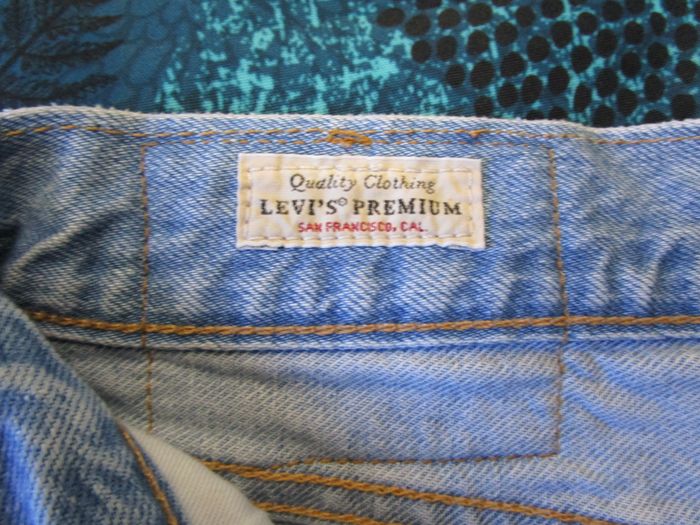 Quality Clothing
LEVI'S® PREMIUM
SAN FRANCISCO, CAL.